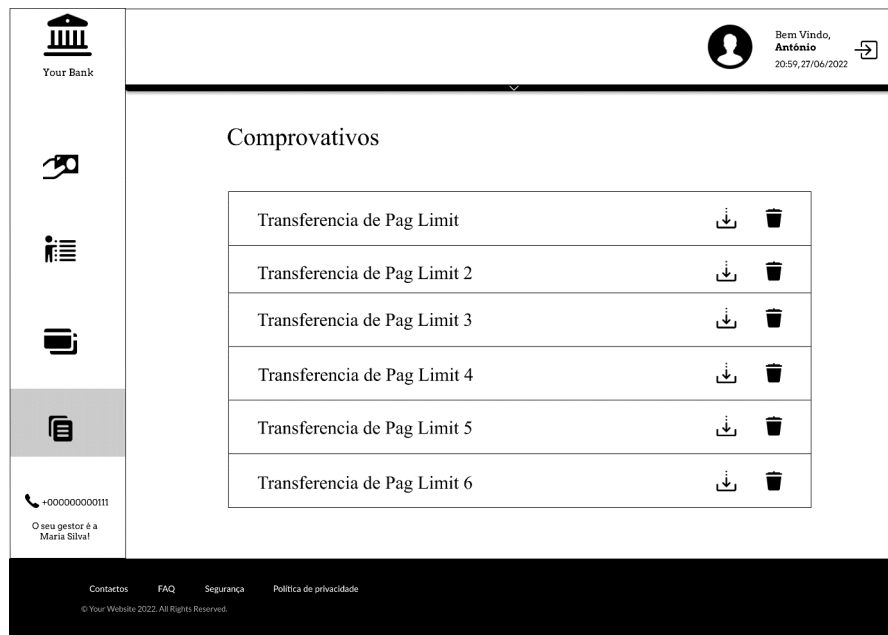 Your Bank
Bem Vindo,
António
20:59,27/06/2022
Comprovativos
Transferencia de Pag Limit
Transferencia de Pag Limit 2
Transferencia de Pag Limit 3
Transferencia de Pag Limit 4
Transferencia de Pag Limit 5
Transferencia de Pag Limit 6
+000000000111
O seu gestor é a
Maria Silva!
Contactos FAQ Segurança Política de privacidade
© Your Website 2022. All Rights Reserved.